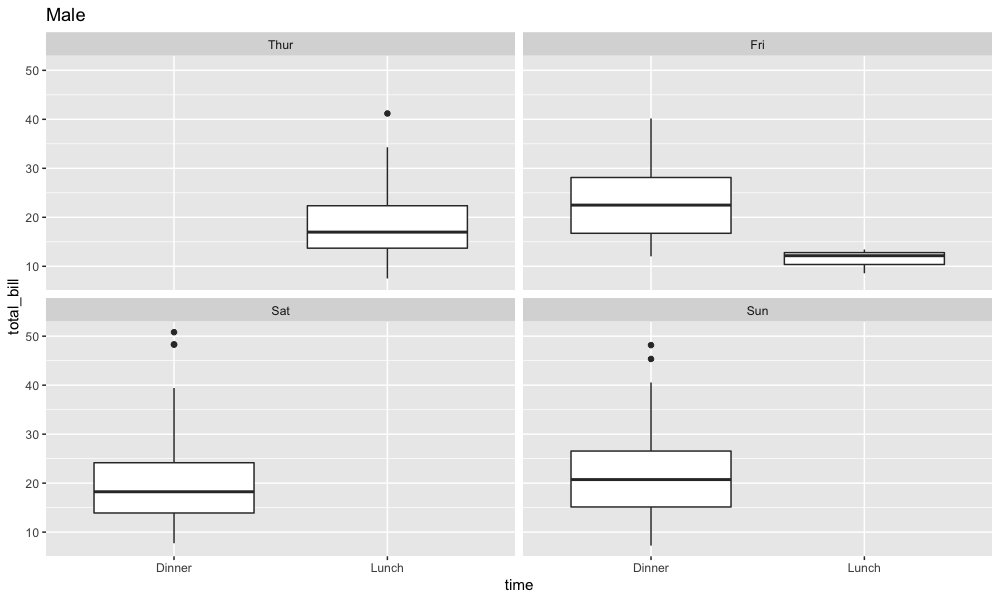 Male
Thur
Fri
50
40
30
20
10
Sat
Sun
50
40
30
20
10
total_bill
Dinner
Lunch
Dinner
Lunch
time